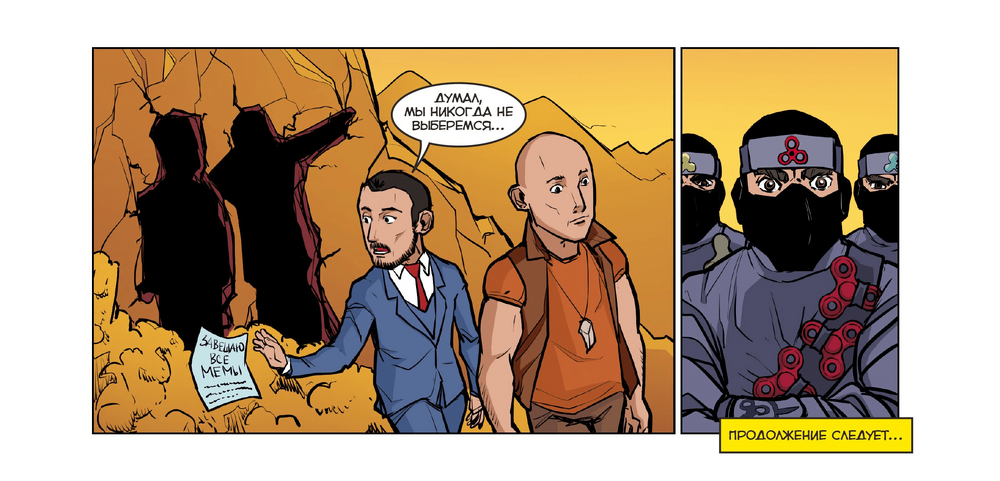 ДУМАЛ,
МЫ НИКОГДА НЕ
ВЫБЕРЕМСЯ...
ЗАВЕЩАЮ
ВСЕ
МЕМЫ
ПРОДОЛЖЕНИЕ СЛЕДУЕТ...